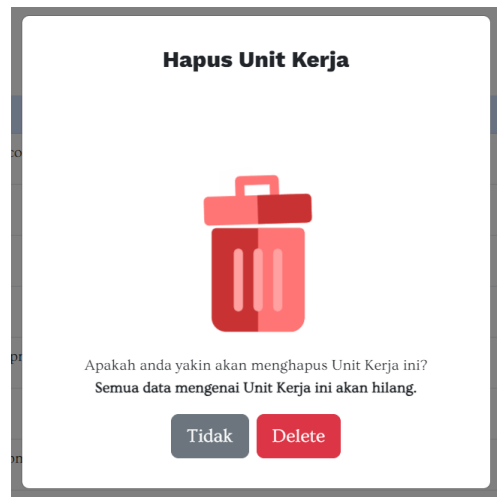 Hapus Unit Kerja
co
Apakah anda yakin akan menghapus Unit Kerja ini?
Semua data mengenai Unit Kerja ini akan hilang.
Tidak
Delete